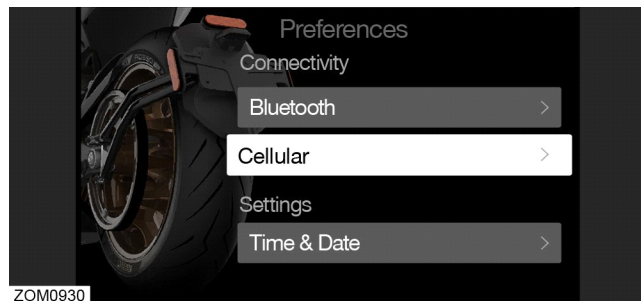 Preferences
Connectivity
Bluetooth
Cellular
Settings
Time & Date
ZOM0930